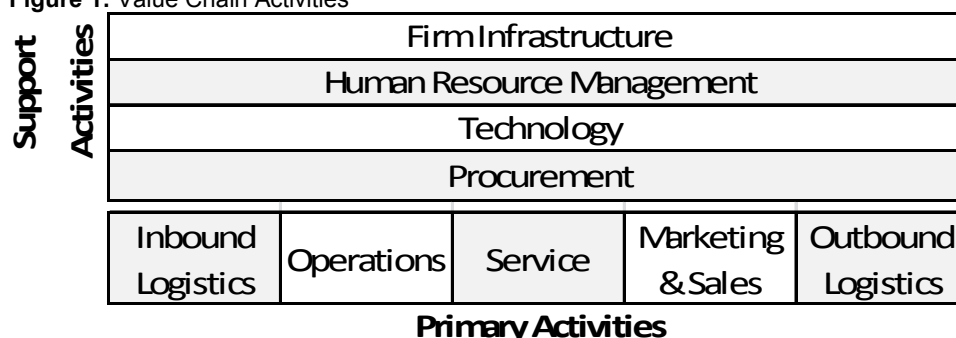 Figure 1: Value Chain Activities
Support
Activities
Firm Infrastructure
Human Resource Management
Technology
Procurement
Inbound
Logistics
Operations
Service
Marketing
& Sales
Outbound
Logistics
Primary Activities